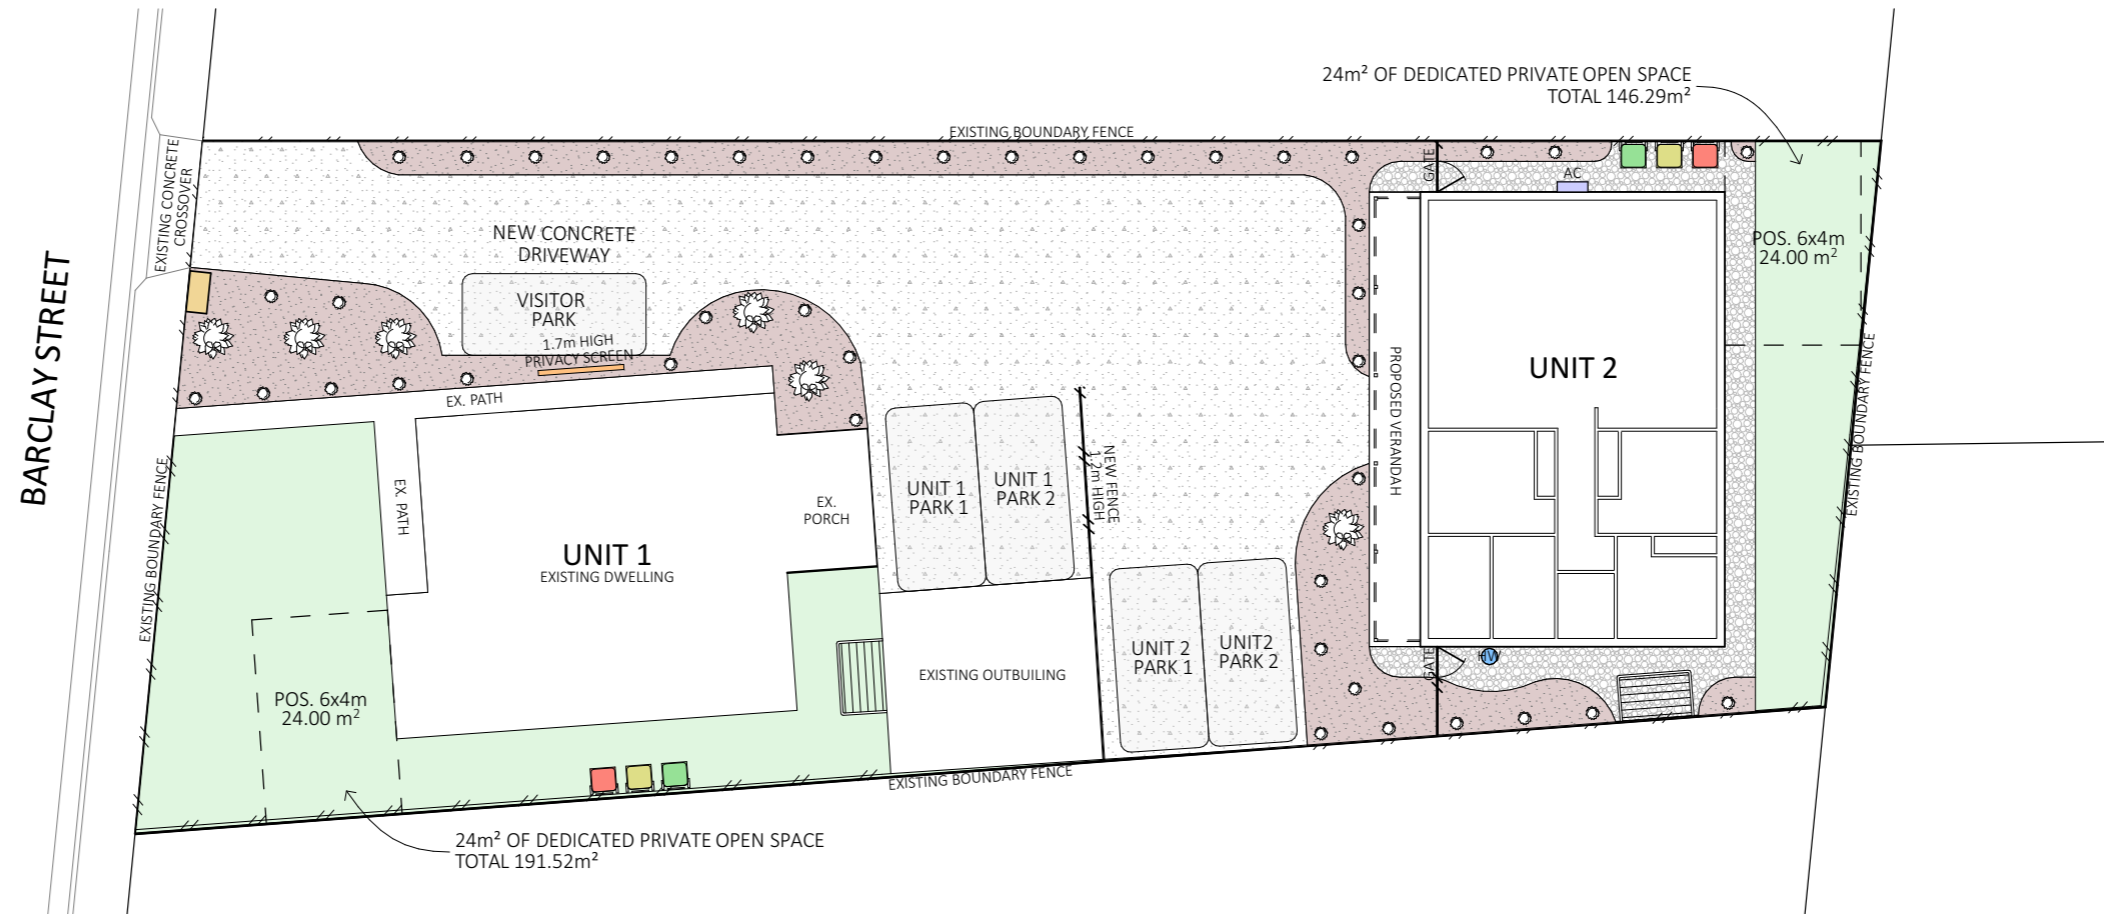 24m² OF DEDICATED PRIVATE OPEN SPACE
TOTAL 146.29m²
EXISTING BOUNDARY FENCE
EXISTING CONCRETE
CROSSOVER
GATE
AC
NEW CONCRETE
DRIVEWAY
POS. 6x4m
24.00 m²
VISITOR
PARK
1.7m HIGH
PRIVACY SCREEN
BARCLAY STREET
EX. PATH
PROPOSED VERANDAH
UNIT 2
EXISTING BOUNDARY FENCE
EX. PATH
EX.
PORCH
UNIT 1
PARK 1
UNIT 1
PARK 2
NEW FENCE
1.2m HIGH
UNIT 1
EXISTING DWELLING
EXISTING BOUNDARY FENCE
UNIT 2
PARK 1
UNIT2
PARK 2
GATE
EXISTING OUTBUILING
POS. 6x4m
24.00 m²
EXISTING BOUNDARY FENCE
24m² OF DEDICATED PRIVATE OPEN SPACE
TOTAL 191.52m²